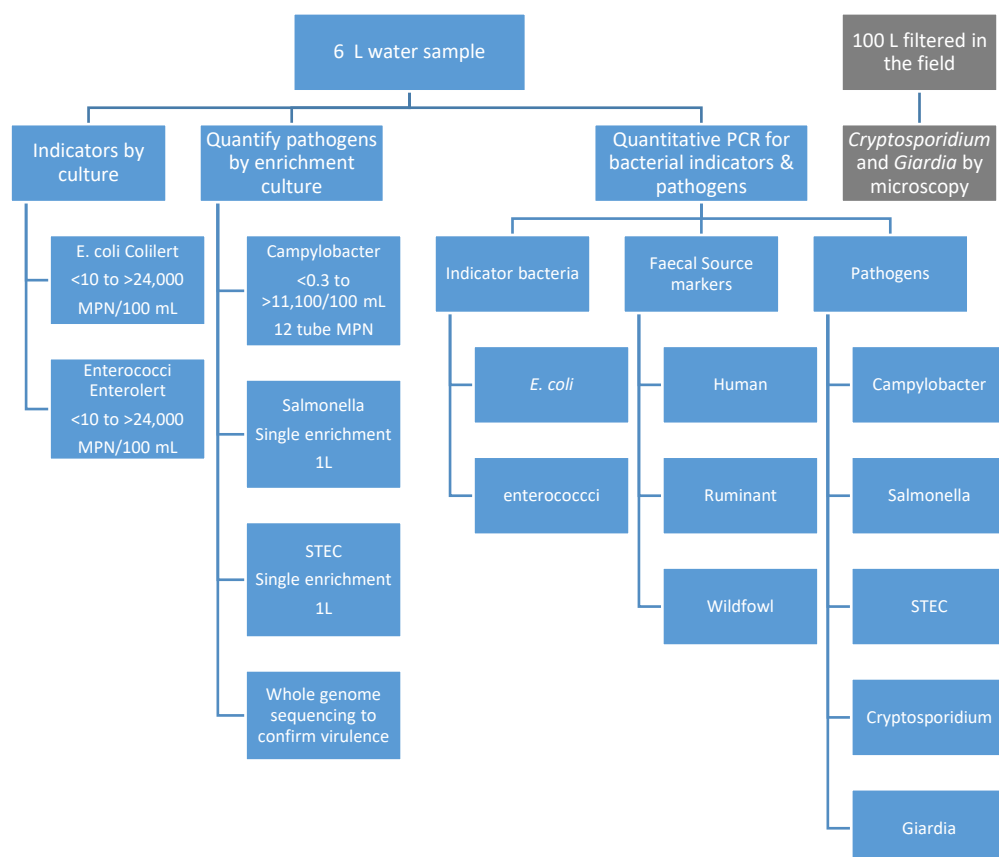 6 L water sample
100 L filtered in
the field
Indicators by
culture
Quantify pathogens
by enrichment
culture
Quantitative PCR for
bacterial indicators &
pathogens
Cryptosporidium
and Giardia by
microscopy
E. coli Colilert
<10 to >24,000
MPN/100 mL
Enterococci
Enterolert
<10 to >24,000
MPN/100 mL
Campylobacter
<0.3 to
>11,100/100 mL
12 tube MPN
Salmonella
Single enrichment
1L
STEC
Single enrichment
1L
Whole genome
sequencing to
confirm virulence
Indicator bacteria
E. coli
enterococcci
Faecal Source
markers
Human
Ruminant
Wildfowl
Pathogens
Campylobacter
Salmonella
STEC
Cryptosporidium
Giardia